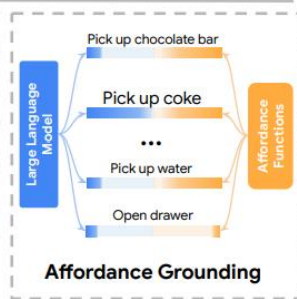 Pick up chocolate bar
Large Language
Model
Pick up coke
...
Affordance
Functions
Pick up water
Open drawer
Affordance Grounding